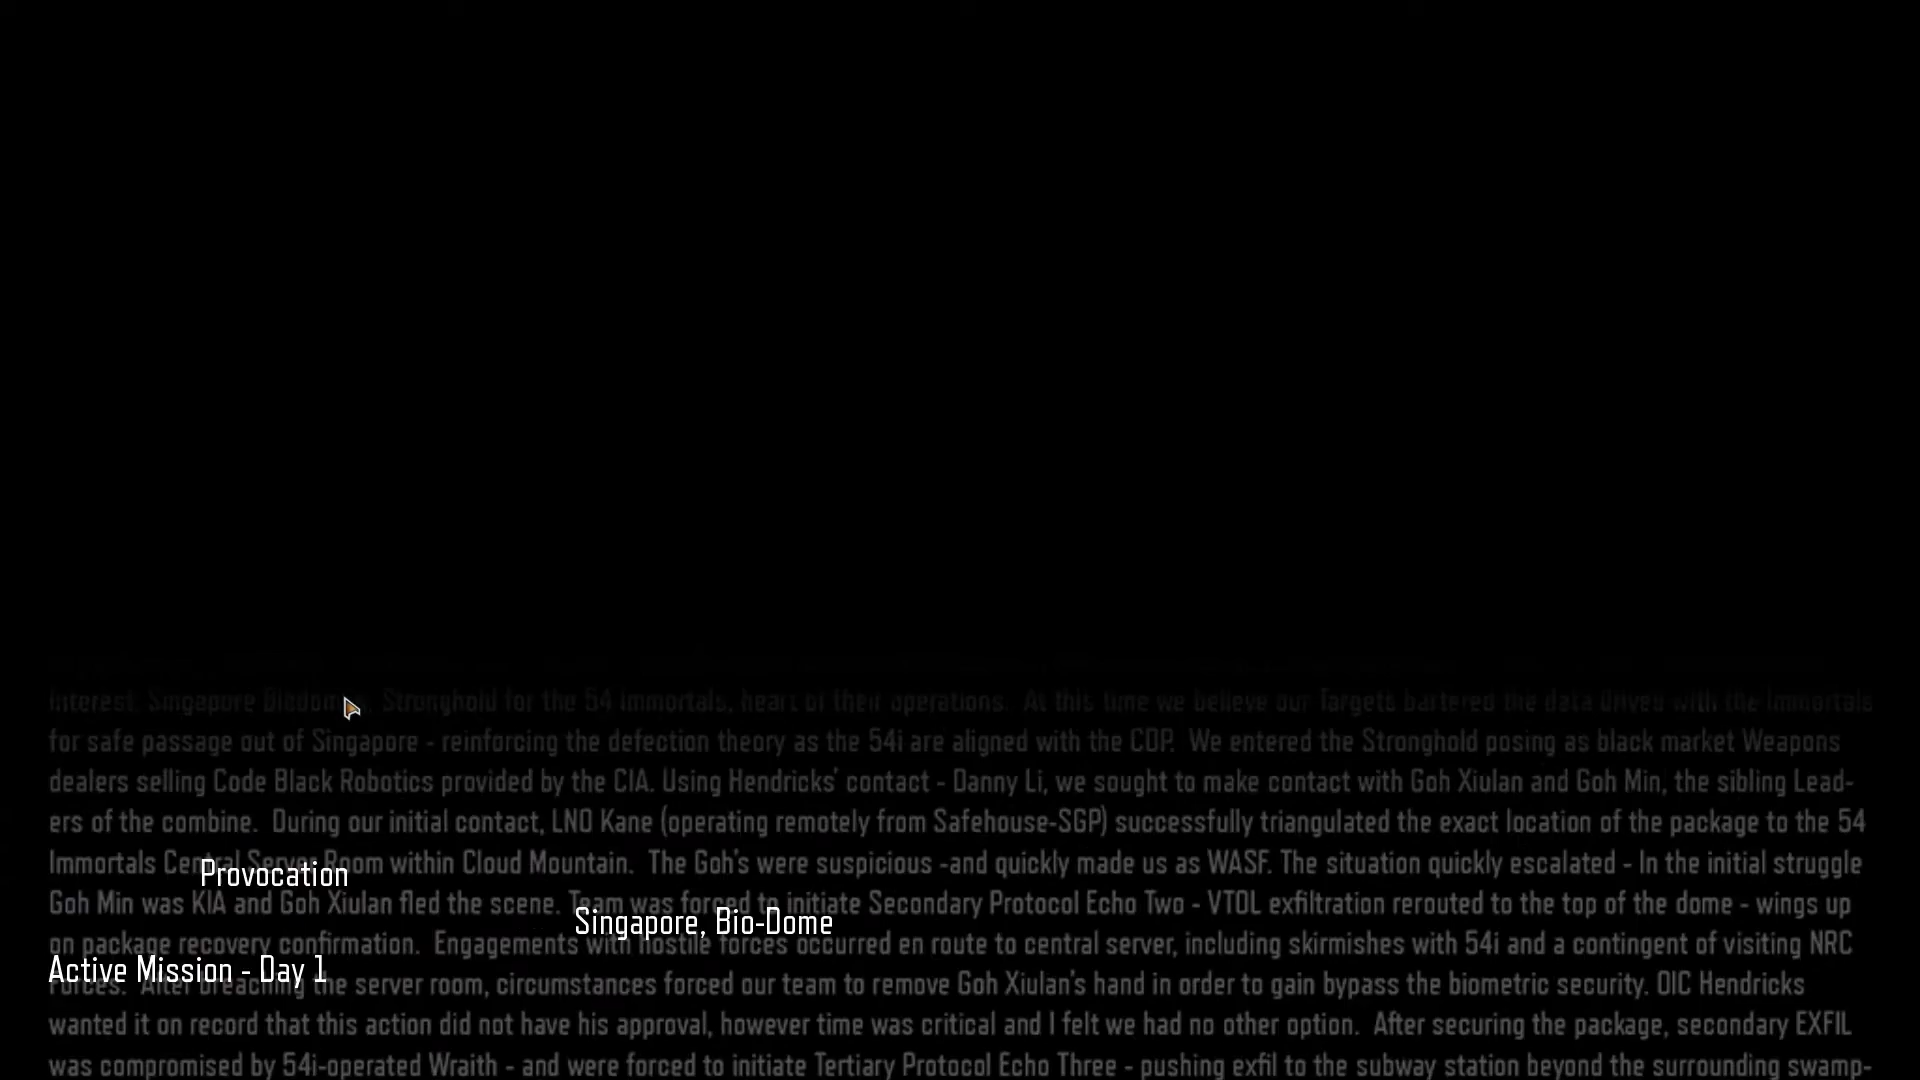 interest: Singapore Biodome. Stronghold for the 54 immortals, heart of their operations. At this time we believe our Targets bartered the data drives with the Immortals
for safe passage out of Singapore - reinforcing the defection theory as the 54i are aligned with the CDP. We entered the Stronghold posing as black market Weapons
dealers selling Code Black Robotics provided by the CIA. Using Hendricks' contact - Danny Li, we sought to make contact with Goh Xiulan and Goh Min, the sibling Lead-
ers of the combine. During our initial contact, LNO Kane (operating remotely from Safehouse-SGP) successfully triangulated the exact location of the package to the 54
Immortals Central Server Room within Cloud Mountain. The Goh's were suspicious -and quickly made us as WASF. The situation quickly escalated - In the initial struggle
Provocation
Goh Min was KIA and Goh Xiulan fled the scene. Team was forced to initiate Secondary Protocol Echo Two - VTOL exfiltration rerouted to the top of the dome - wings up
Singapore, Bio-Dome
on package recovery confirmation. Engagements with hostile forces occurred en route to central server, including skirmishes with 54i and a contingent of visiting NRC
Active Mission - Day 1
Forces. After breaching the server room, circumstances forced our team to remove Goh Xiulan's hand in order to gain bypass the biometric security. OIC Hendricks
wanted it on record that this action did not have his approval, however time was critical and I felt we had no other option. After securing the package, secondary EXFIL
was compromised by 54i-operated Wraith - and were forced to initiate Tertiary Protocol Echo Three - pushing exfil to the subway station beyond the surrounding swamp-